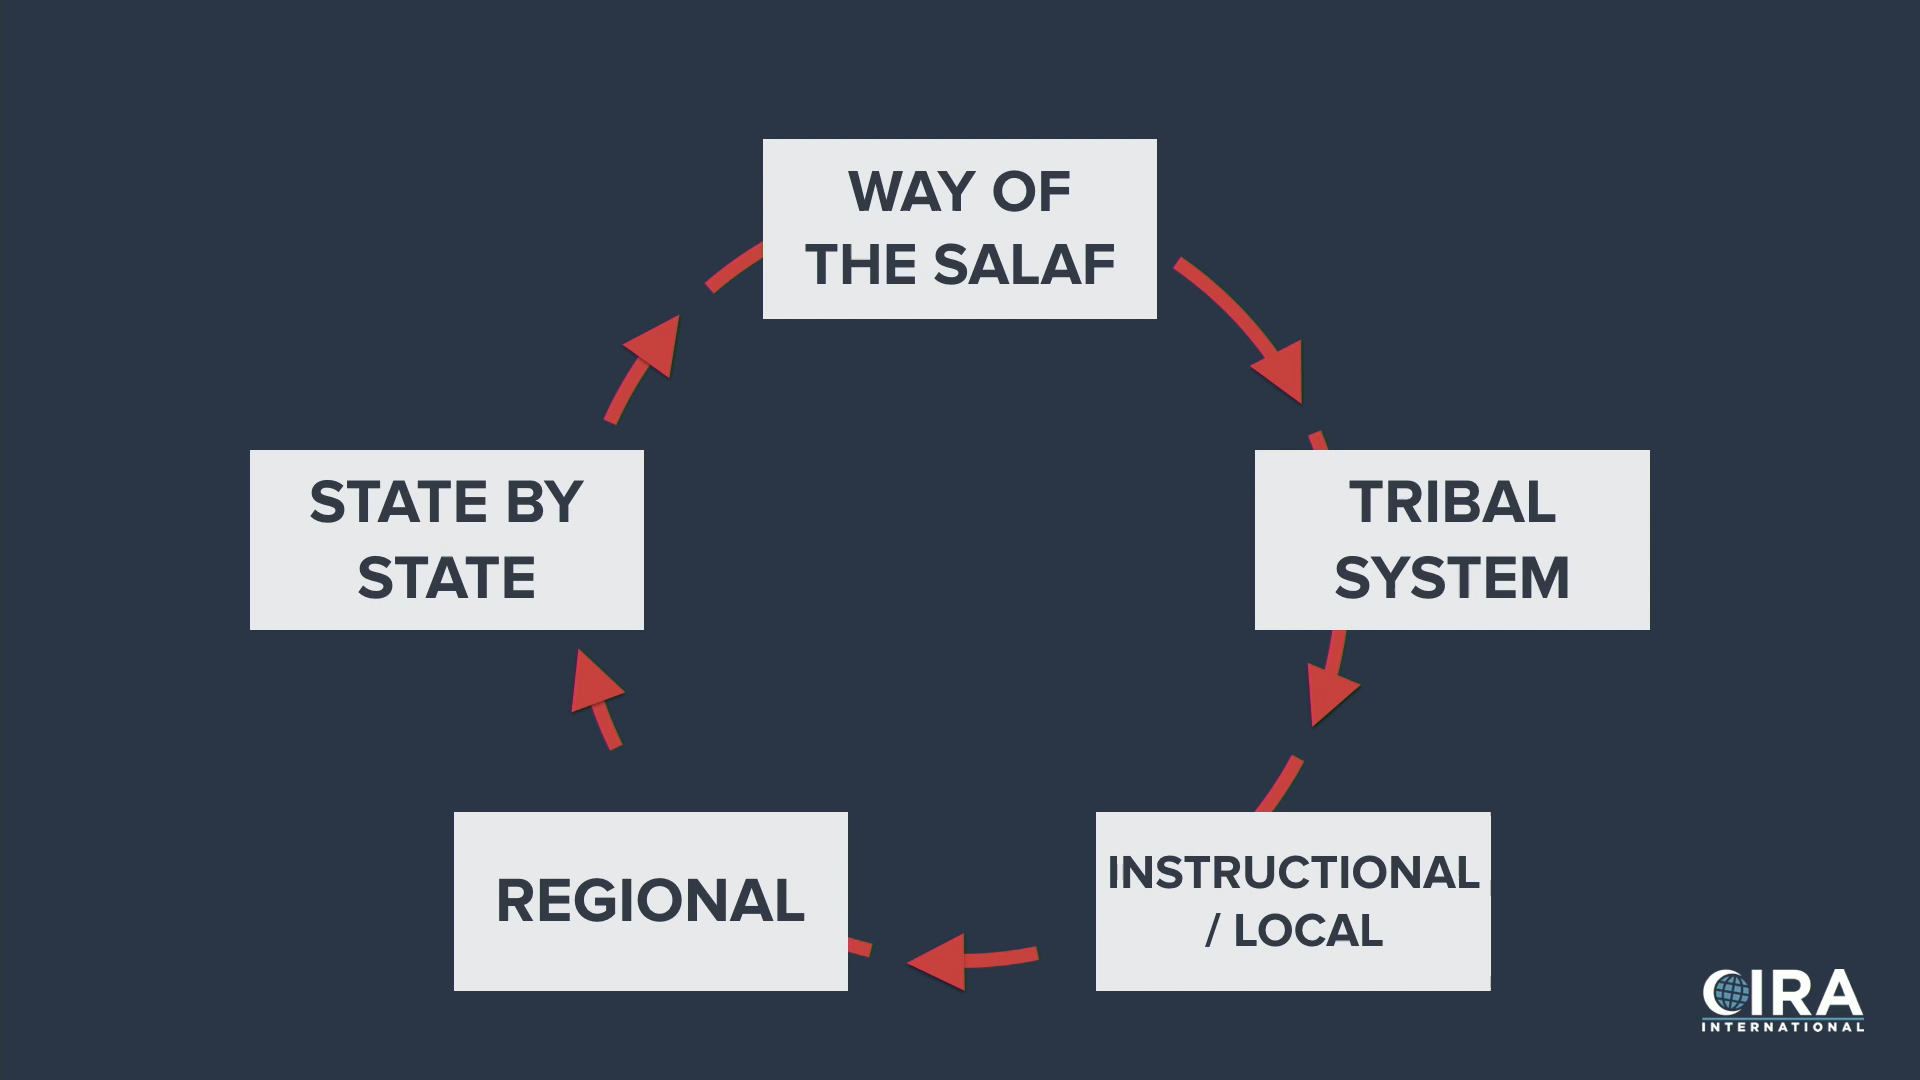 WAY OF
THE SALAF
STATE BY
STATE
TRIBAL
SYSTEM
REGIONAL
INSTRUCTIONAL
/ LOCAL
CIRA
INTERNATIONAL